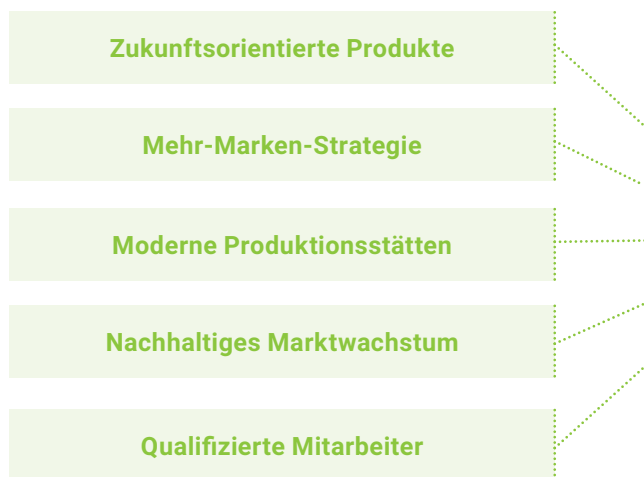 Zukunftsorientierte Produkte
Mehr-Marken-Strategie
Moderne Produktionsstätten
Nachhaltiges Marktwachstum
Qualifizierte Mitarbeiter